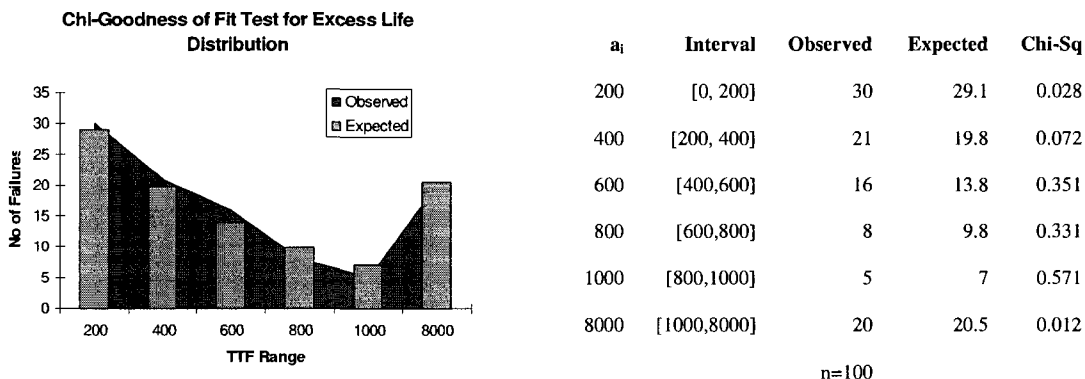 Chi-Goodness of Fit Test for Excess Life
Distribution
35
30
25
20
15
10
5
0
No of Failures
Observed
Expected
200 400 600 800 1000 8000
TTF Range
aᵢ Interval Observed Expected Chi-Sq
200 [0, 200] 30 29.1 0.028
400 [200, 400] 21 19.8 0.072
600 [400,600] 16 13.8 0.351
800 [600,800] 8 9.8 0.331
1000 [800,1000] 5 7 0.571
8000 [1000,8000] 20 20.5 0.012
n=100